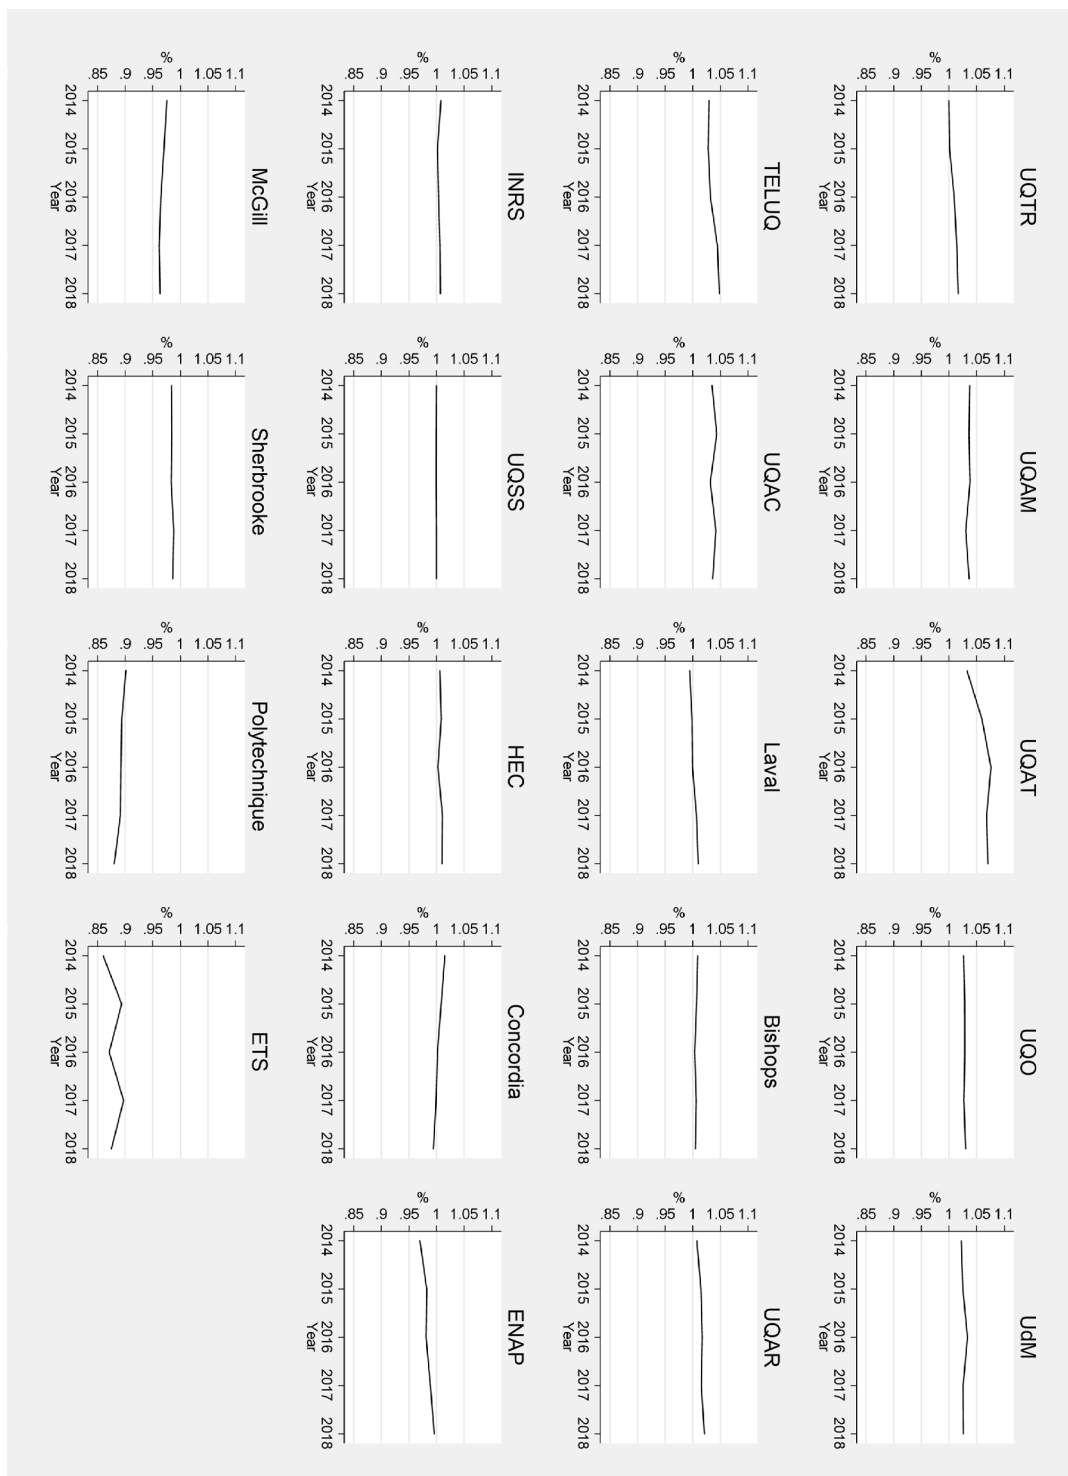 UQTR
%
.85 .9 .95 1 1.05 1.1
2014 2015 2016 2017 2018
Year
UQAM
%
.85 .9 .95 1 1.05 1.1
2014 2015 2016 2017 2018
Year
UQAT
%
.85 .9 .95 1 1.05 1.1
2014 2015 2016 2017 2018
Year
UQO
%
.85 .9 .95 1 1.05 1.1
2014 2015 2016 2017 2018
Year
UdM
%
.85 .9 .95 1 1.05 1.1
2014 2015 2016 2017 2018
Year
TELUQ
%
.85 .9 .95 1 1.05 1.1
2014 2015 2016 2017 2018
Year
UQAC
%
.85 .9 .95 1 1.05 1.1
2014 2015 2016 2017 2018
Year
Laval
%
.85 .9 .95 1 1.05 1.1
2014 2015 2016 2017 2018
Year
Bishops
%
.85 .9 .95 1 1.05 1.1
2014 2015 2016 2017 2018
Year
UQAR
%
.85 .9 .95 1 1.05 1.1
2014 2015 2016 2017 2018
Year
INRS
%
.85 .9 .95 1 1.05 1.1
2014 2015 2016 2017 2018
Year
UQSS
%
.85 .9 .95 1 1.05 1.1
2014 2015 2016 2017 2018
Year
HEC
%
.85 .9 .95 1 1.05 1.1
2014 2015 2016 2017 2018
Year
Concordia
%
.85 .9 .95 1 1.05 1.1
2014 2015 2016 2017 2018
Year
ENAP
%
.85 .9 .95 1 1.05 1.1
2014 2015 2016 2017 2018
Year
McGill
%
.85 .9 .95 1 1.05 1.1
2014 2015 2016 2017 2018
Year
Sherbrooke
%
.85 .9 .95 1 1.05 1.1
2014 2015 2016 2017 2018
Year
Polytechnique
%
.85 .9 .95 1 1.05 1.1
2014 2015 2016 2017 2018
Year
ETS
%
.85 .9 .95 1 1.05 1.1
2014 2015 2016 2017 2018
Year